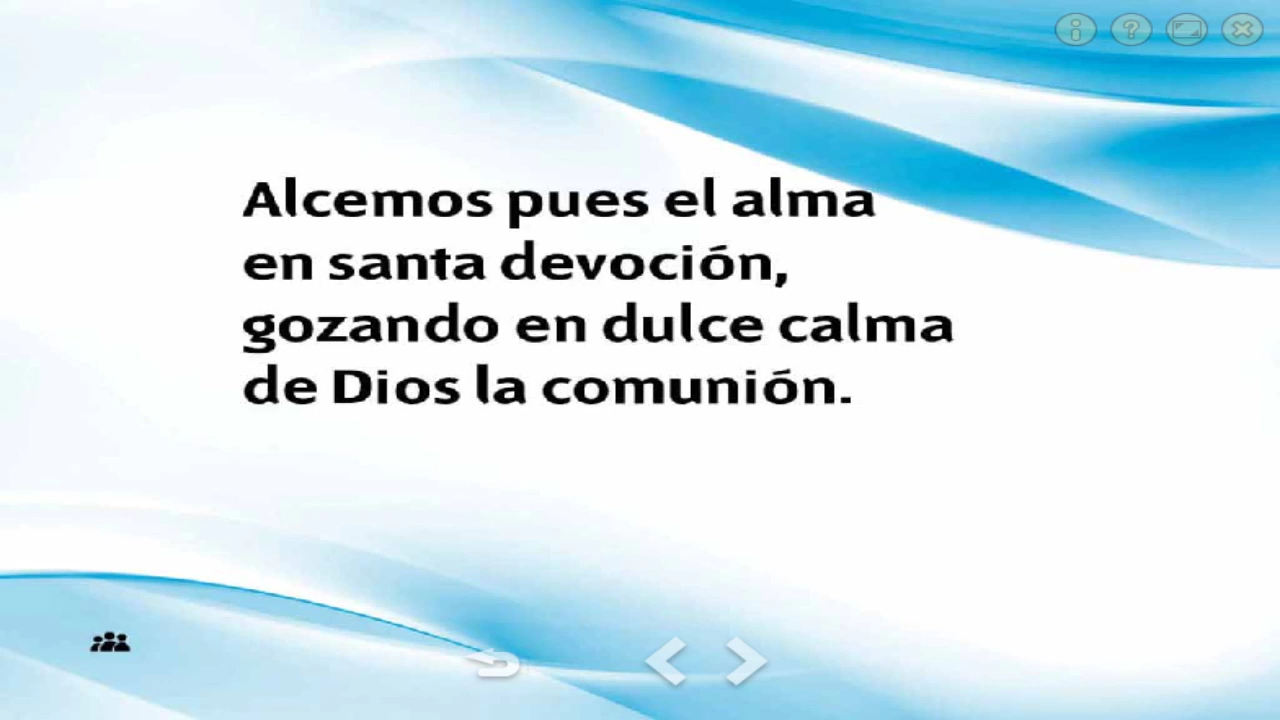 Alcemos pues el alma
en santa devoción,
gozando en dulce calma
de Dios la comunión.